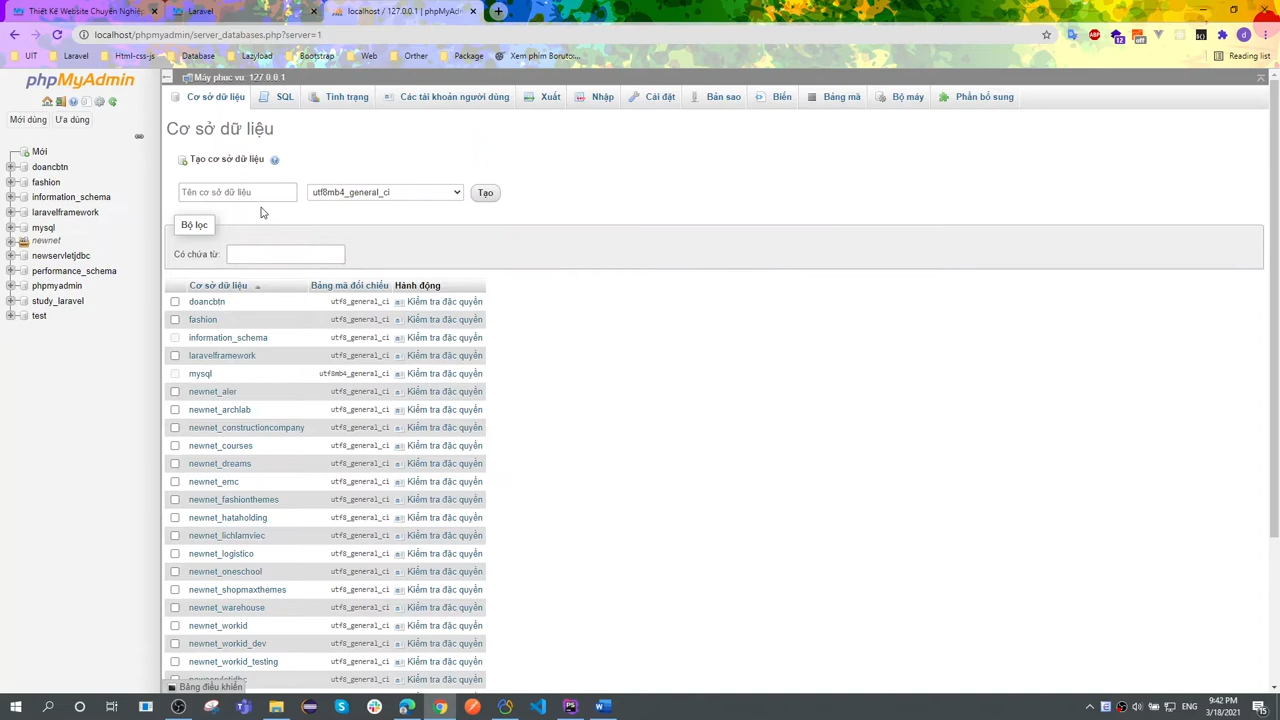 Thiết Kế Website Chuyên Nghiệp
Laravel
localhost / 127.0.0.1 | phpMyAdm
localhost/phpmyadmin/server_databases.php?server=1
UIT
Laravel
Html-css-js
Database
Lazyload
Bootstrap
Web
Orther
Package
Xem phim Boruto:...
Reading list
phpMyAdmin
Mới dùng
Ưa dùng
Mới
doancbtn
fashion
information_schema
laravelframework
mysql
newnet
newservletjdbc
performance_schema
phpmyadmin
study_laravel
test
Máy phục vụ: 127.0.0.1
Cơ sở dữ liệu
SQL
Tình trạng
Các tài khoản người dùng
Xuất
Nhập
Cài đặt
Bản sao
Biến
Bảng mã
Bộ máy
Phần bổ sung
Cơ sở dữ liệu
Tạo cơ sở dữ liệu
Tên cơ sở dữ liệu
utf8mb4_general_ci
Tạo
Bộ lọc
Có chứa từ:
Cơ sở dữ liệu Bảng mã đối chiếu Hành động
doancbtn utf8_general_ci Kiểm tra đặc quyền
fashion utf8_general_ci Kiểm tra đặc quyền
information_schema utf8_general_ci Kiểm tra đặc quyền
laravelframework utf8_general_ci Kiểm tra đặc quyền
mysql utf8mb4_general_ci Kiểm tra đặc quyền
newnet_aler utf8_general_ci Kiểm tra đặc quyền
newnet_archlab utf8_general_ci Kiểm tra đặc quyền
newnet_constructioncompany utf8_general_ci Kiểm tra đặc quyền
newnet_courses utf8_general_ci Kiểm tra đặc quyền
newnet_dreams utf8_general_ci Kiểm tra đặc quyền
newnet_emc utf8_general_ci Kiểm tra đặc quyền
newnet_fashionthemes utf8_general_ci Kiểm tra đặc quyền
newnet_hataholding utf8_general_ci Kiểm tra đặc quyền
newnet_lichlamviec utf8_general_ci Kiểm tra đặc quyền
newnet_logistico utf8_general_ci Kiểm tra đặc quyền
newnet_oneschool utf8_general_ci Kiểm tra đặc quyền
newnet_shopmaxthemes utf8_general_ci Kiểm tra đặc quyền
newnet_warehouse utf8_general_ci Kiểm tra đặc quyền
newnet_workid utf8_general_ci Kiểm tra đặc quyền
newnet_workid_dev utf8_general_ci Kiểm tra đặc quyền
newnet_workid_testing utf8_general_ci Kiểm tra đặc quyền
newservletjdbc utf8_general_ci Kiểm tra đặc quyền
Bảng điều khiển
9:42 PM
3/18/2021